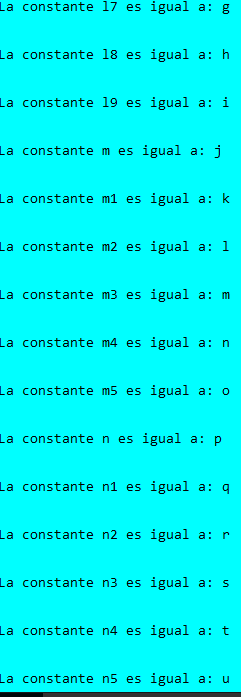 La constante l7 es igual a: g
La constante l8 es igual a: h
La constante l9 es igual a: i
La constante m es igual a: j
La constante m1 es igual a: k
La constante m2 es igual a: l
La constante m3 es igual a: m
La constante m4 es igual a: n
La constante m5 es igual a: o
La constante n es igual a: p
La constante n1 es igual a: q
La constante n2 es igual a: r
La constante n3 es igual a: s
La constante n4 es igual a: t
La constante n5 es igual a: u